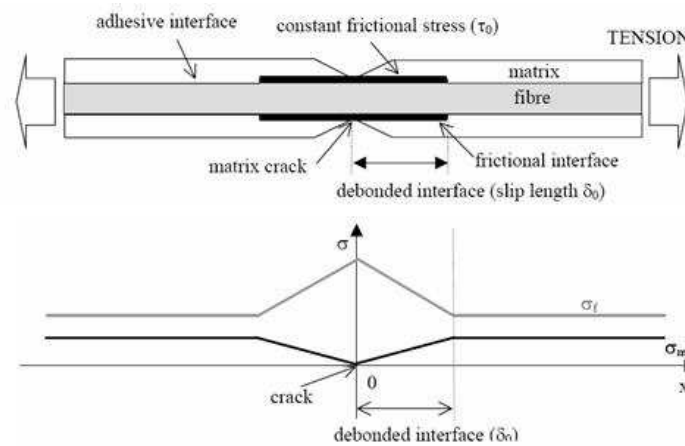 adhesive interface
constant frictional stress (τ₀)
TENSION
matrix
fibre
matrix crack
frictional interface
debonded interface (slip length δ₀)
σ
σf
σm
crack
0
x
debonded interface (δ₀)